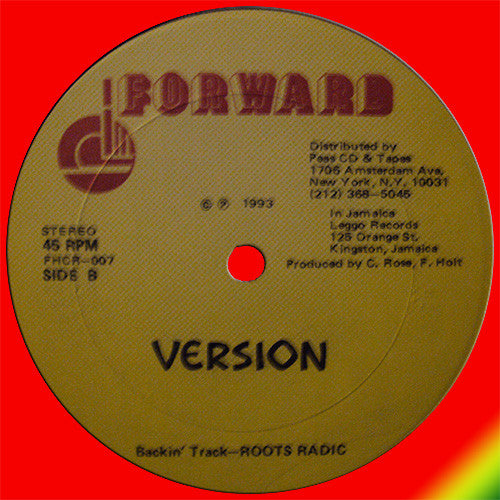 FORWARD
Distributed by
Peas CD & Tapes
1706 Amsterdam Ave,
New York, N.Y. 10031
(212) 368-5045
© ℗ 1993
In Jamaica
Leggo Records
125 Orange St.
Kingston, Jamaica
Produced by C. Rose, F. Holt
STEREO
45 RPM
FHCR-007
SIDE B
VERSION
Backin' Track-ROOTS RADIC